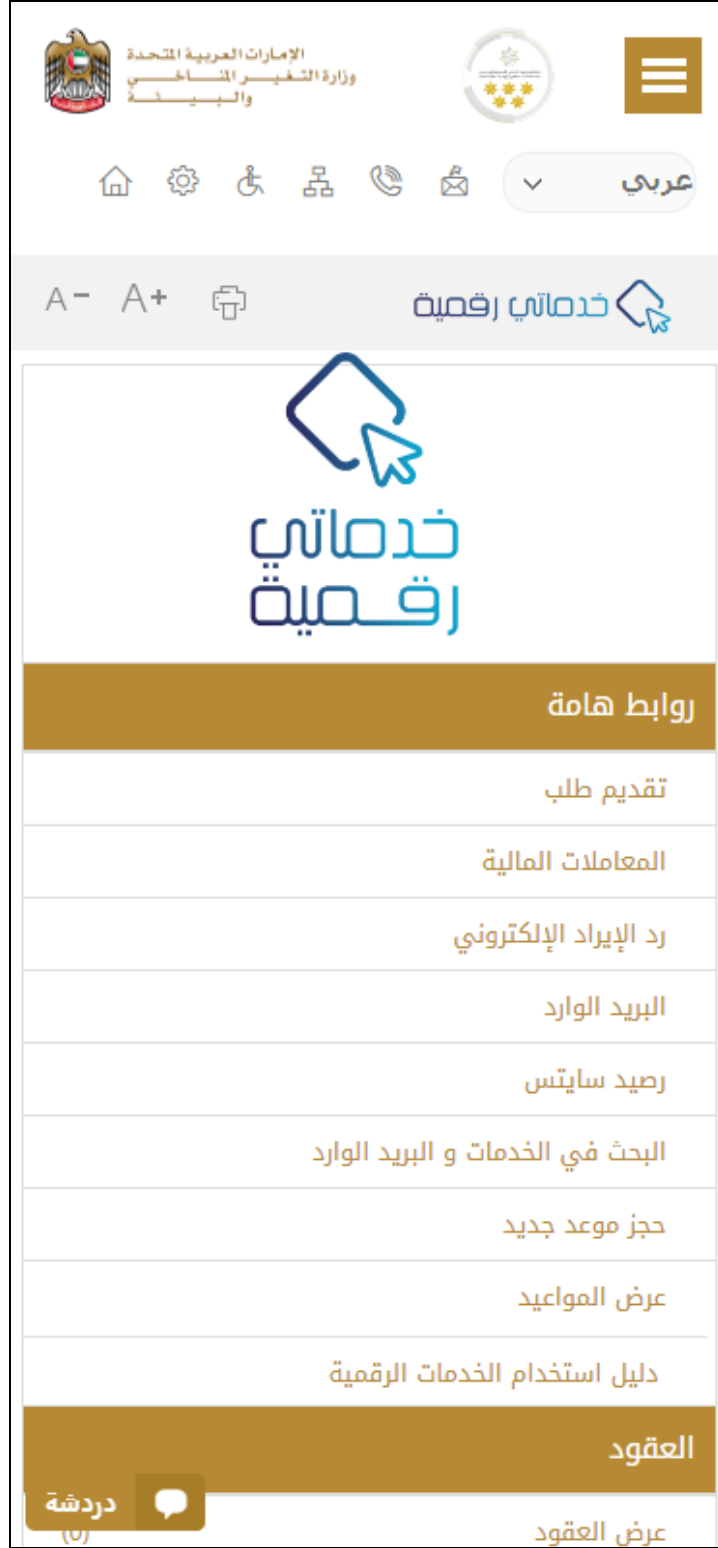 الإمارات العربية المتحدة
وزارة التغير المناخي
والبيئة
عربي
خدماتي رقمية
A+
A-
خدماتي
رقمية
روابط هامة
تقديم طلب
المعاملات المالية
رد الإيراد الإلكتروني
البريد الوارد
رصيد سايتس
البحث في الخدمات و البريد الوارد
حجز موعد جديد
عرض المواعيد
دليل استخدام الخدمات الرقمية
العقود
دردشة
عرض العقود
(0)